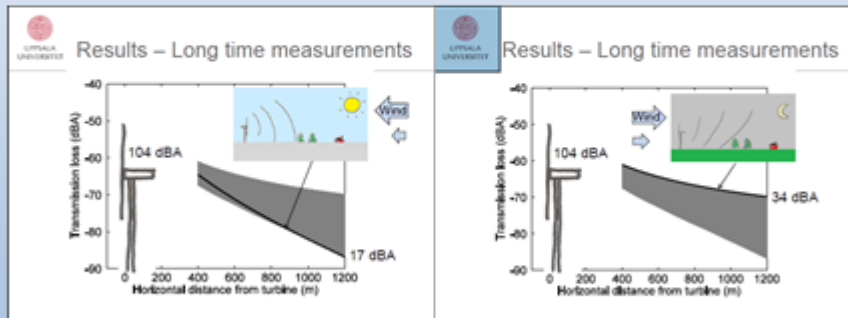 UPPSALA
UNIVERSITET
Results – Long time measurements
-40
-50
-60
-70
-80
-90
Transmission loss (dBA)
104 dBA
Wind
17 dBA
0
200
400
600
800
1000
1200
Horizontal distance from turbine (m)
UPPSALA
UNIVERSITET
Results – Long time measurements
-40
-50
-60
-70
-80
-90
Transmission loss (dBA)
104 dBA
Wind
34 dBA
0
200
400
600
800
1000
1200
Horizontal distance from turbine (m)